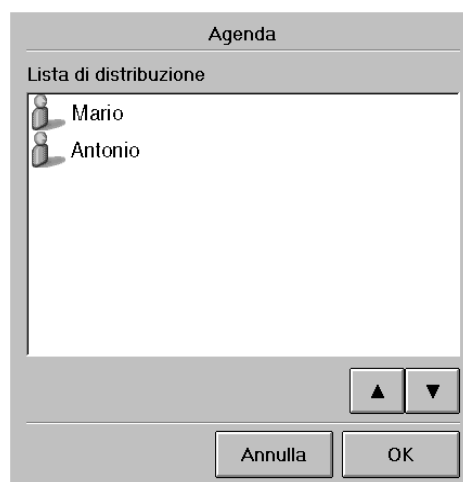 Agenda
Lista di distribuzione
Mario
Antonio
Annulla
OK